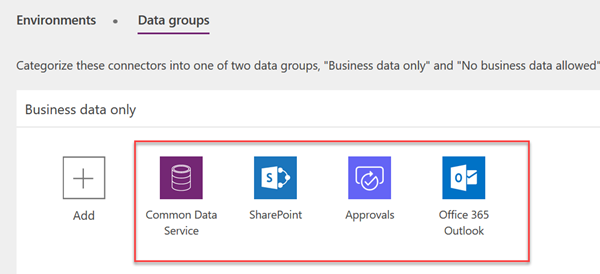 Environments • Data groups
Categorize these connectors into one of two data groups, "Business data only" and "No business data allowed"
Business data only
Add
Common Data
Service
SharePoint
Approvals
Office 365
Outlook